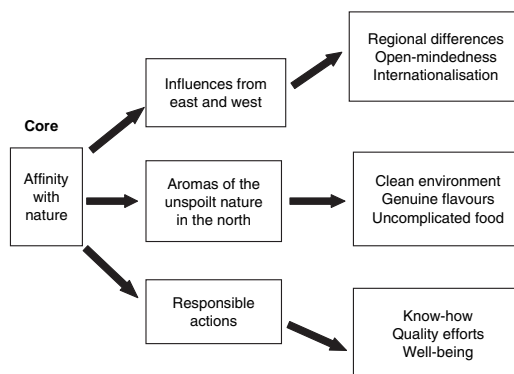 Core
Affinity
with
nature
Influences from
east and west
Regional differences
Open-mindedness
Internationalisation
Aromas of the
unspoilt nature
in the north
Clean environment
Genuine flavours
Uncomplicated food
Responsible
actions
Know-how
Quality efforts
Well-being